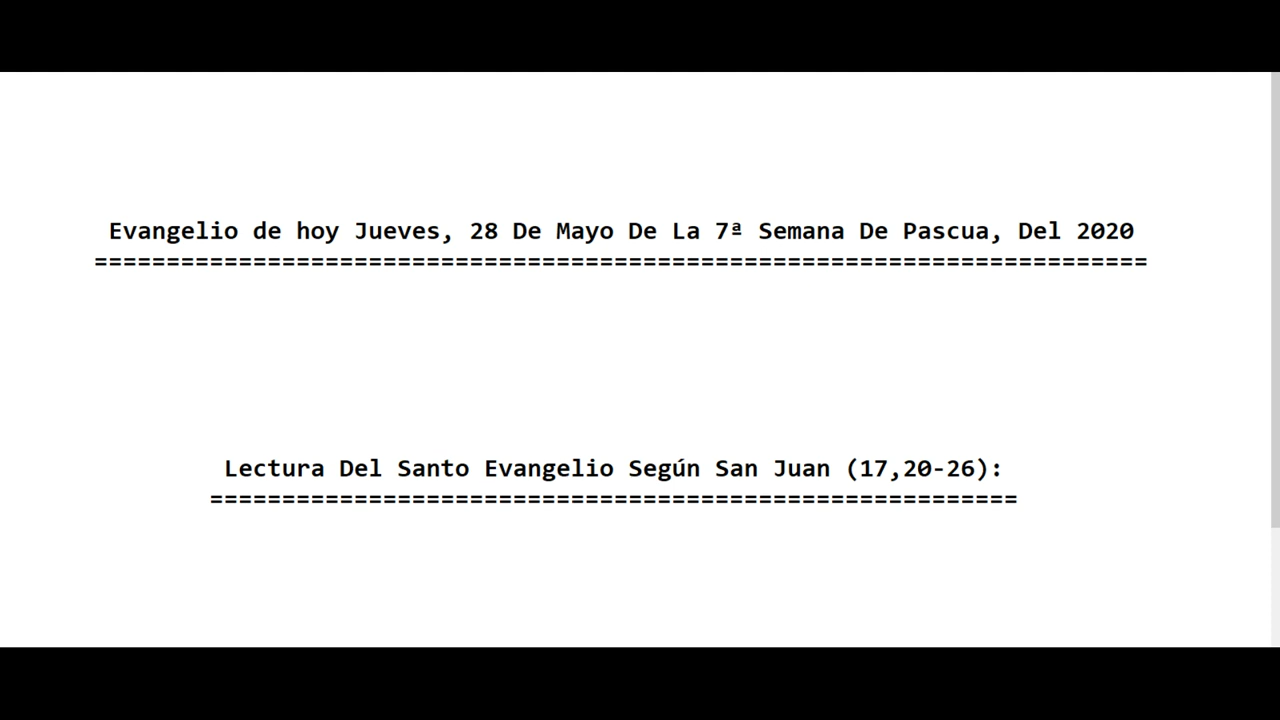 Evangelio de hoy Jueves, 28 De Mayo De La 7ª Semana De Pascua, Del 2020
=========================================================================
Lectura Del Santo Evangelio Según San Juan (17,20-26):
========================================================